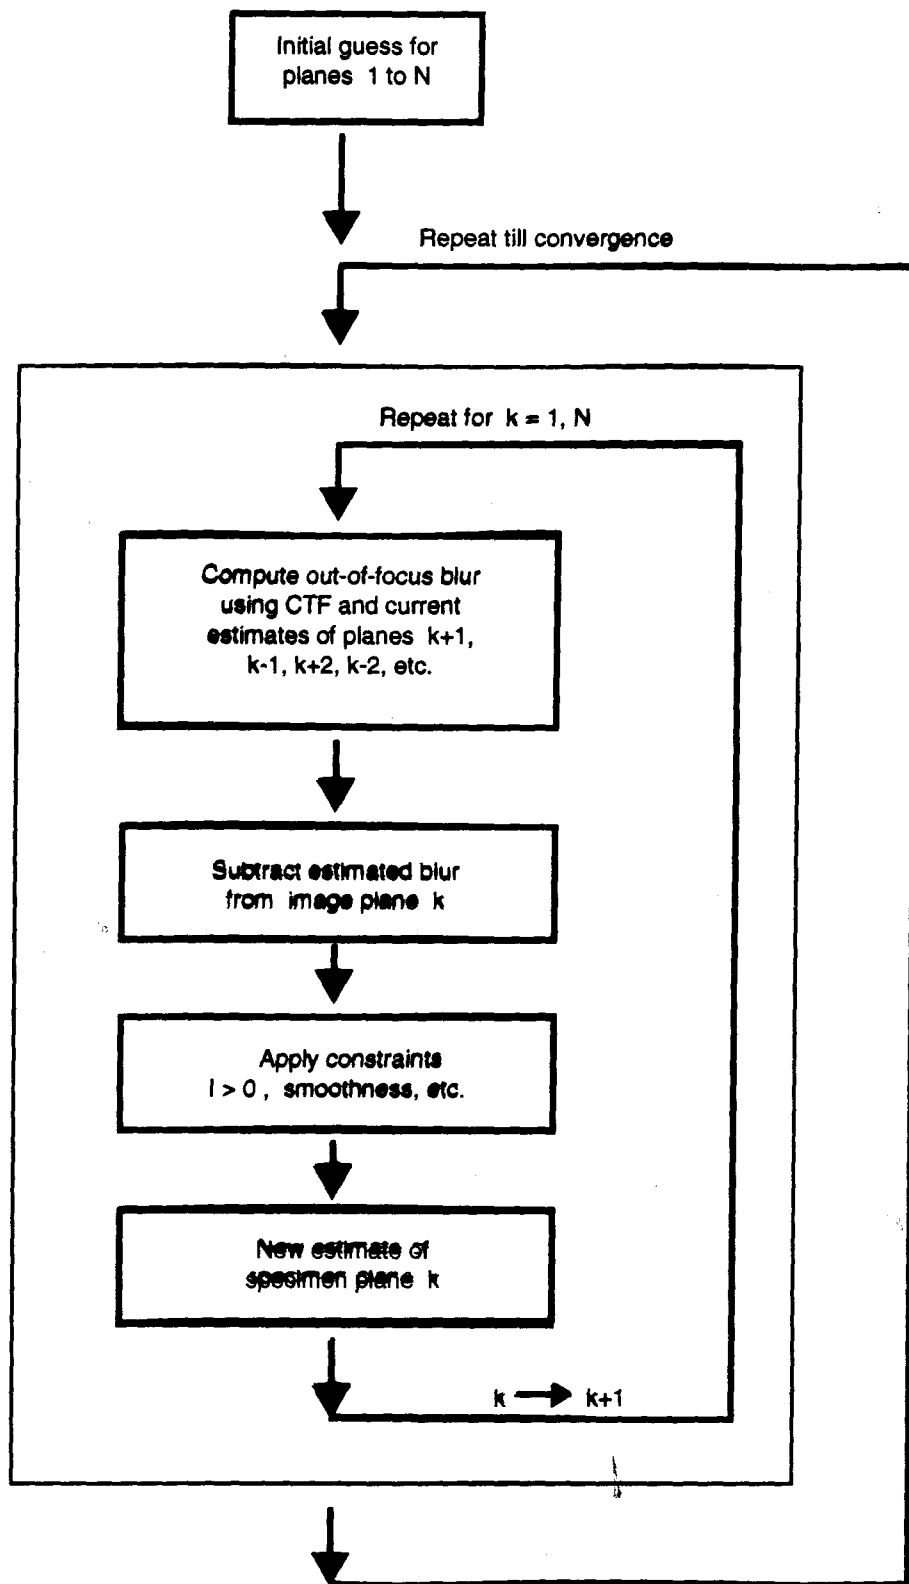 Initial guess for
planes 1 to N
Repeat till convergence
Repeat for k = 1, N
Compute out-of-focus blur
using CTF and current
estimates of planes k+1,
k-1, k+2, k-2, etc.
Subtract estimated blur
from image plane k
Apply constraints
I > 0 , smoothness, etc.
New estimate of
specimen plane k
k → k+1